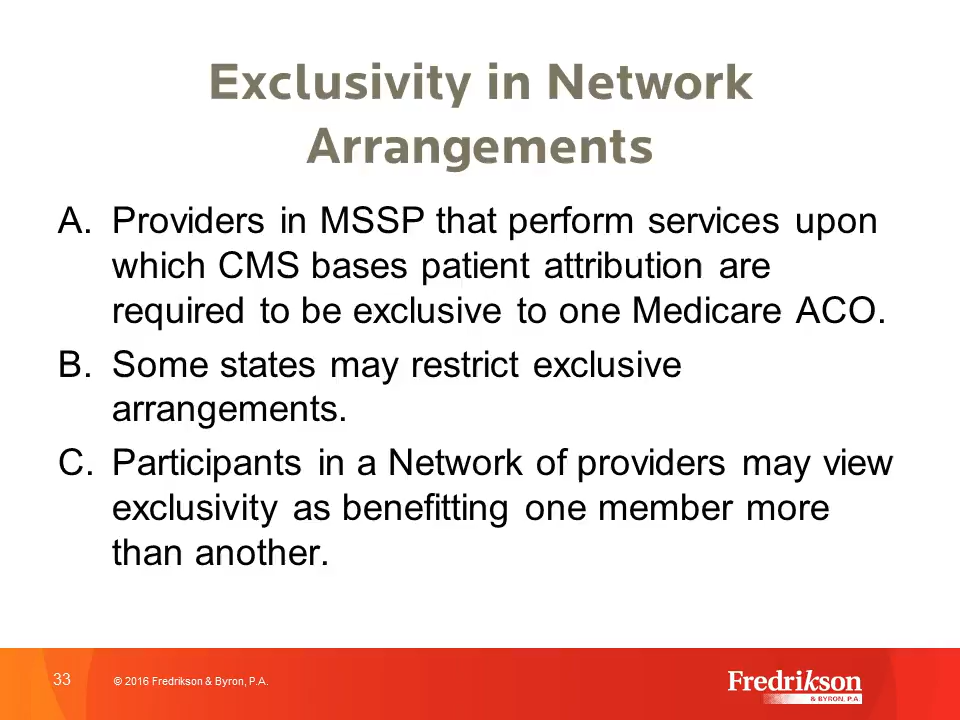 Exclusivity in Network
Arrangements
A. Providers in MSSP that perform services upon
which CMS bases patient attribution are
required to be exclusive to one Medicare ACO.
B. Some states may restrict exclusive
arrangements.
C. Participants in a Network of providers may view
exclusivity as benefitting one member more
than another.
33
© 2016 Fredrikson & Byron, P.A.
Fredrikson
& BYRON, P.A.